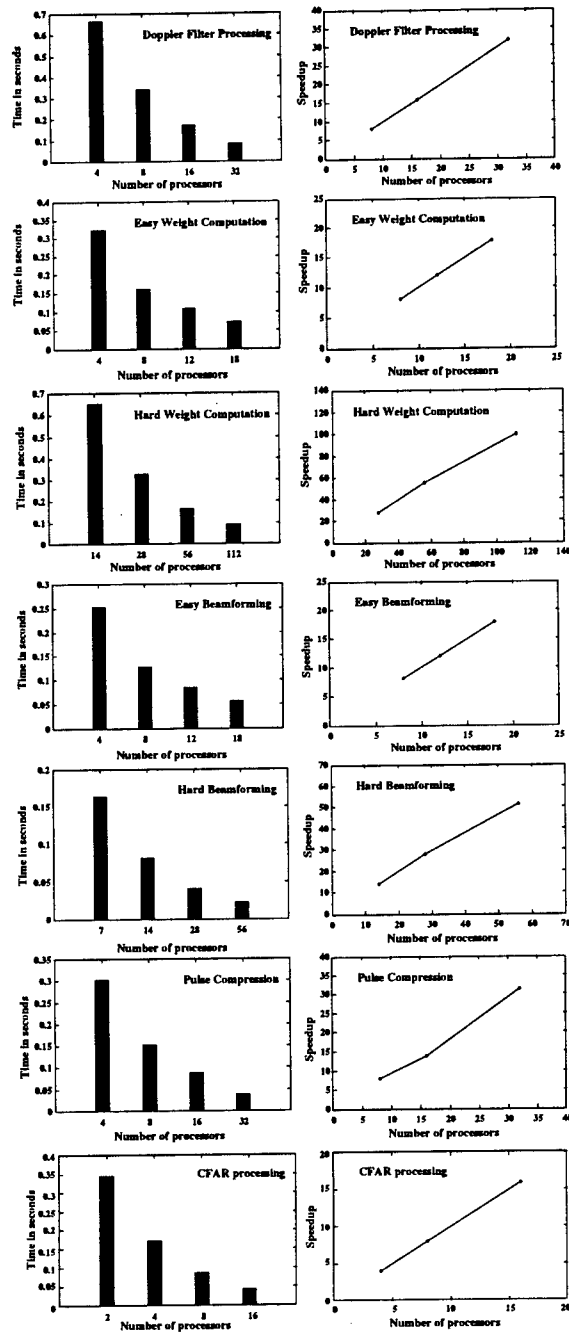 Doppler Filter Processing
Time in seconds
0.7
0.6
0.5
0.4
0.3
0.2
0.1
0
4 8 16 32
Number of processors
Doppler Filter Processing
Speedup
40
35
30
25
20
15
10
5
0
0 5 10 15 20 25 30 35 40
Number of processors
Easy Weight Computation
Time in seconds
0.4
0.35
0.3
0.25
0.2
0.15
0.1
0.05
0
4 8 12 18
Number of processors
Easy Weight Computation
Speedup
25
20
15
10
5
0
0 5 10 15 20 25
Number of processors
Hard Weight Computation
Time in seconds
0.7
0.6
0.5
0.4
0.3
0.2
0.1
0
14 28 56 112
Number of processors
Hard Weight Computation
Speedup
140
120
100
80
60
40
20
0
0 20 40 60 80 100 120 140
Number of processors
Easy Beamforming
Time in seconds
0.3
0.25
0.2
0.15
0.1
0.05
0
4 8 12 18
Number of processors
Easy Beamforming
Speedup
25
20
15
10
5
0
0 5 10 15 20 25
Number of processors
Hard Beamforming
Time in seconds
0.2
0.15
0.1
0.05
0
7 14 28 56
Number of processors
Hard Beamforming
Speedup
70
60
50
40
30
20
10
0
0 10 20 30 40 50 60 70
Number of processors
Pulse Compression
Time in seconds
0.35
0.3
0.25
0.2
0.15
0.1
0.05
0
4 8 16 32
Number of processors
Pulse Compression
Speedup
40
35
30
25
20
15
10
5
0
0 5 10 15 20 25 30 35 40
Number of processors
CFAR processing
Time in seconds
0.4
0.35
0.3
0.25
0.2
0.15
0.1
0.05
0
2 4 8 16
Number of processors
CFAR processing
Speedup
20
15
10
5
0
0 5 10 15 20
Number of processors